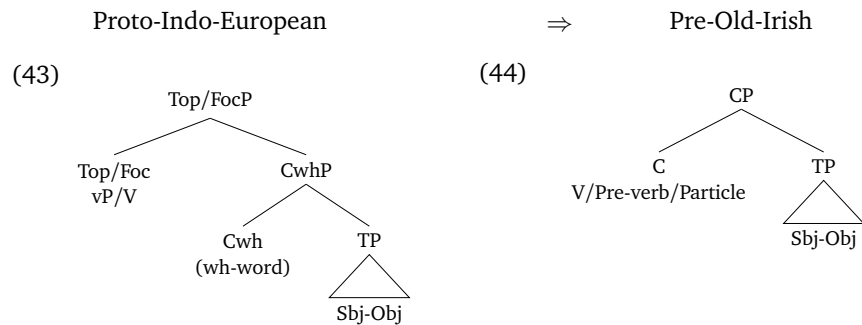 Proto-Indo-European ⇒ Pre-Old-Irish
(43) (44)
Top/FocP CP
Top/Foc CwhP C TP
vP/V V/Pre-verb/Particle
Sbj-Obj
Cwh TP
(wh-word)
Sbj-Obj